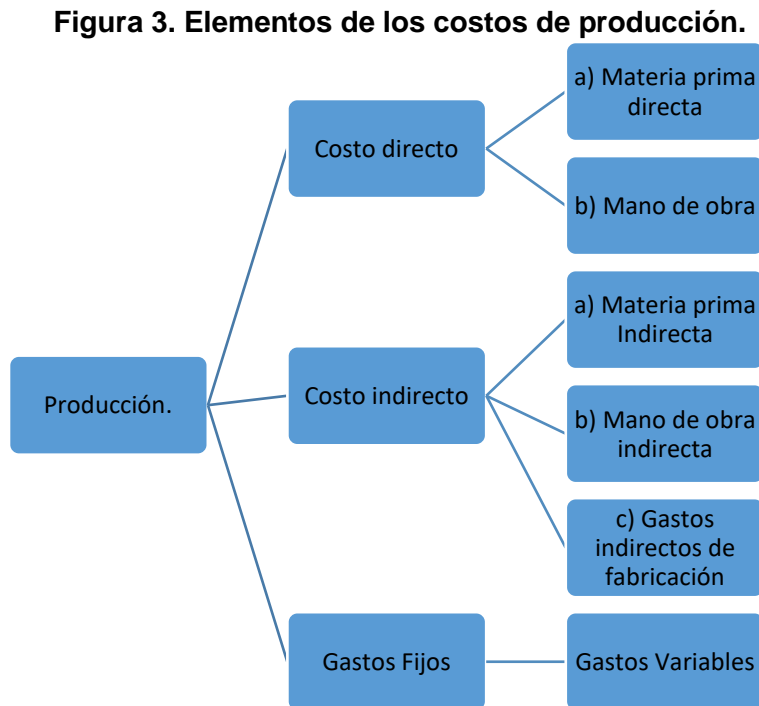 Figura 3. Elementos de los costos de producción.
Producción.
Costo directo
a) Materia prima
directa
b) Mano de obra
Costo indirecto
a) Materia prima
Indirecta
b) Mano de obra
indirecta
c) Gastos
indirectos de
fabricación
Gastos Fijos
Gastos Variables